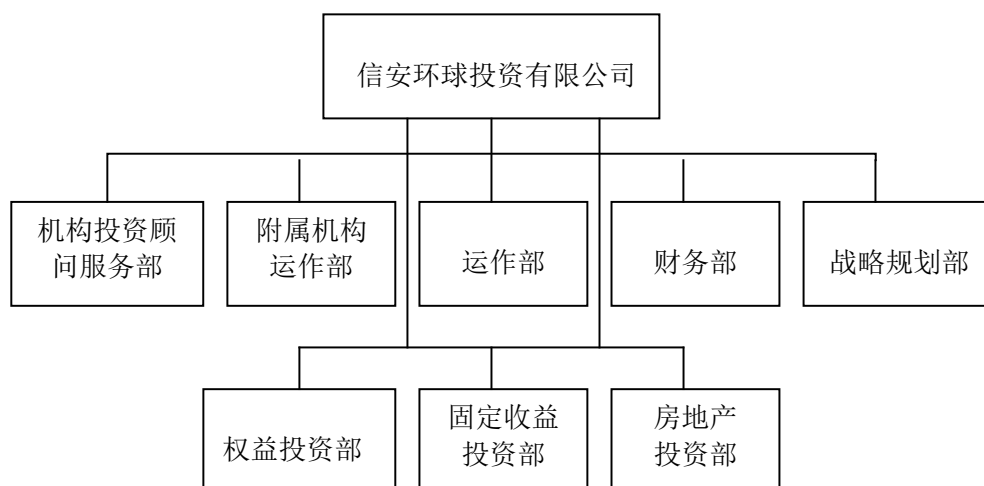 信安环球投资有限公司
机构投资顾
问服务部
附属机构
运作部
运作部
财务部
战略规划部
权益投资部
固定收益
投资部
房地产
投资部